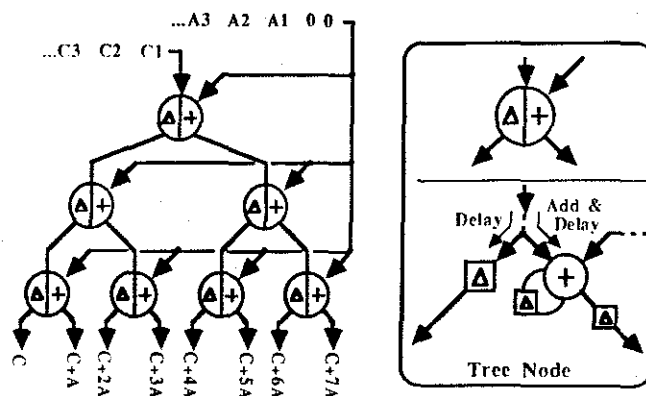 ...A3 A2 A1 0 0
...C3 C2 C1
Δ +
Δ +
Δ +
Δ +
Δ +
Δ +
Δ +
C
C+A
C+2A
C+3A
C+4A
C+5A
C+6A
C+7A
Δ +
Delay
Add &
Delay
Δ
+
Δ
Δ
Tree Node